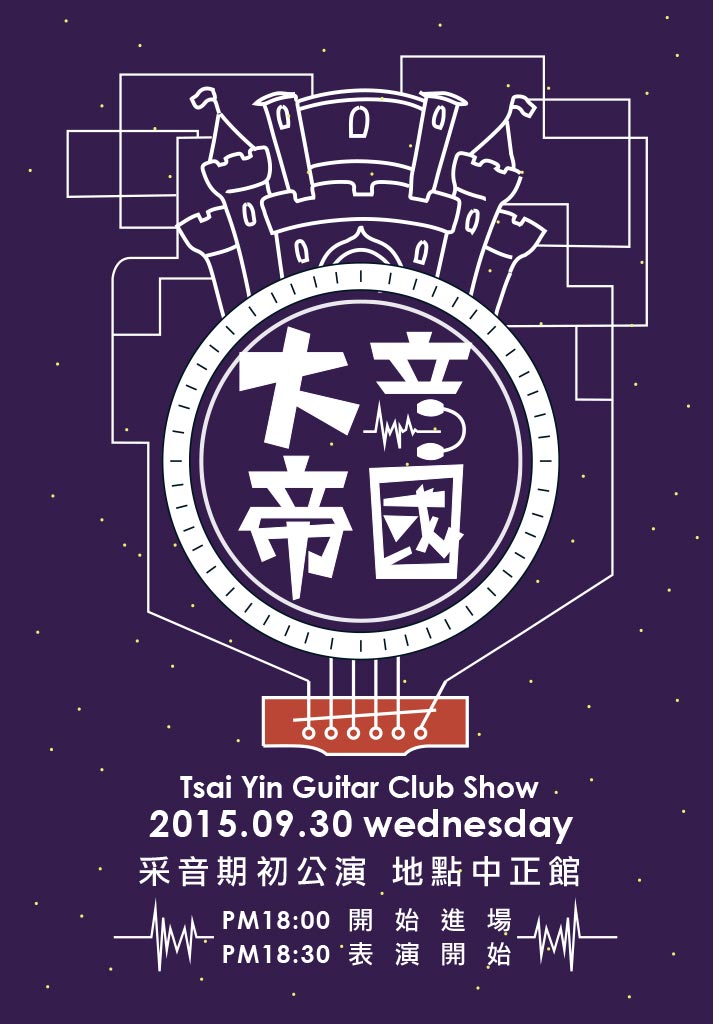 大音
帝國
Tsai Yin Guitar Club Show
2015.09.30 wednesday
采音期初公演 地點中正館
PM18:00 開始進場
PM18:30 表演開始